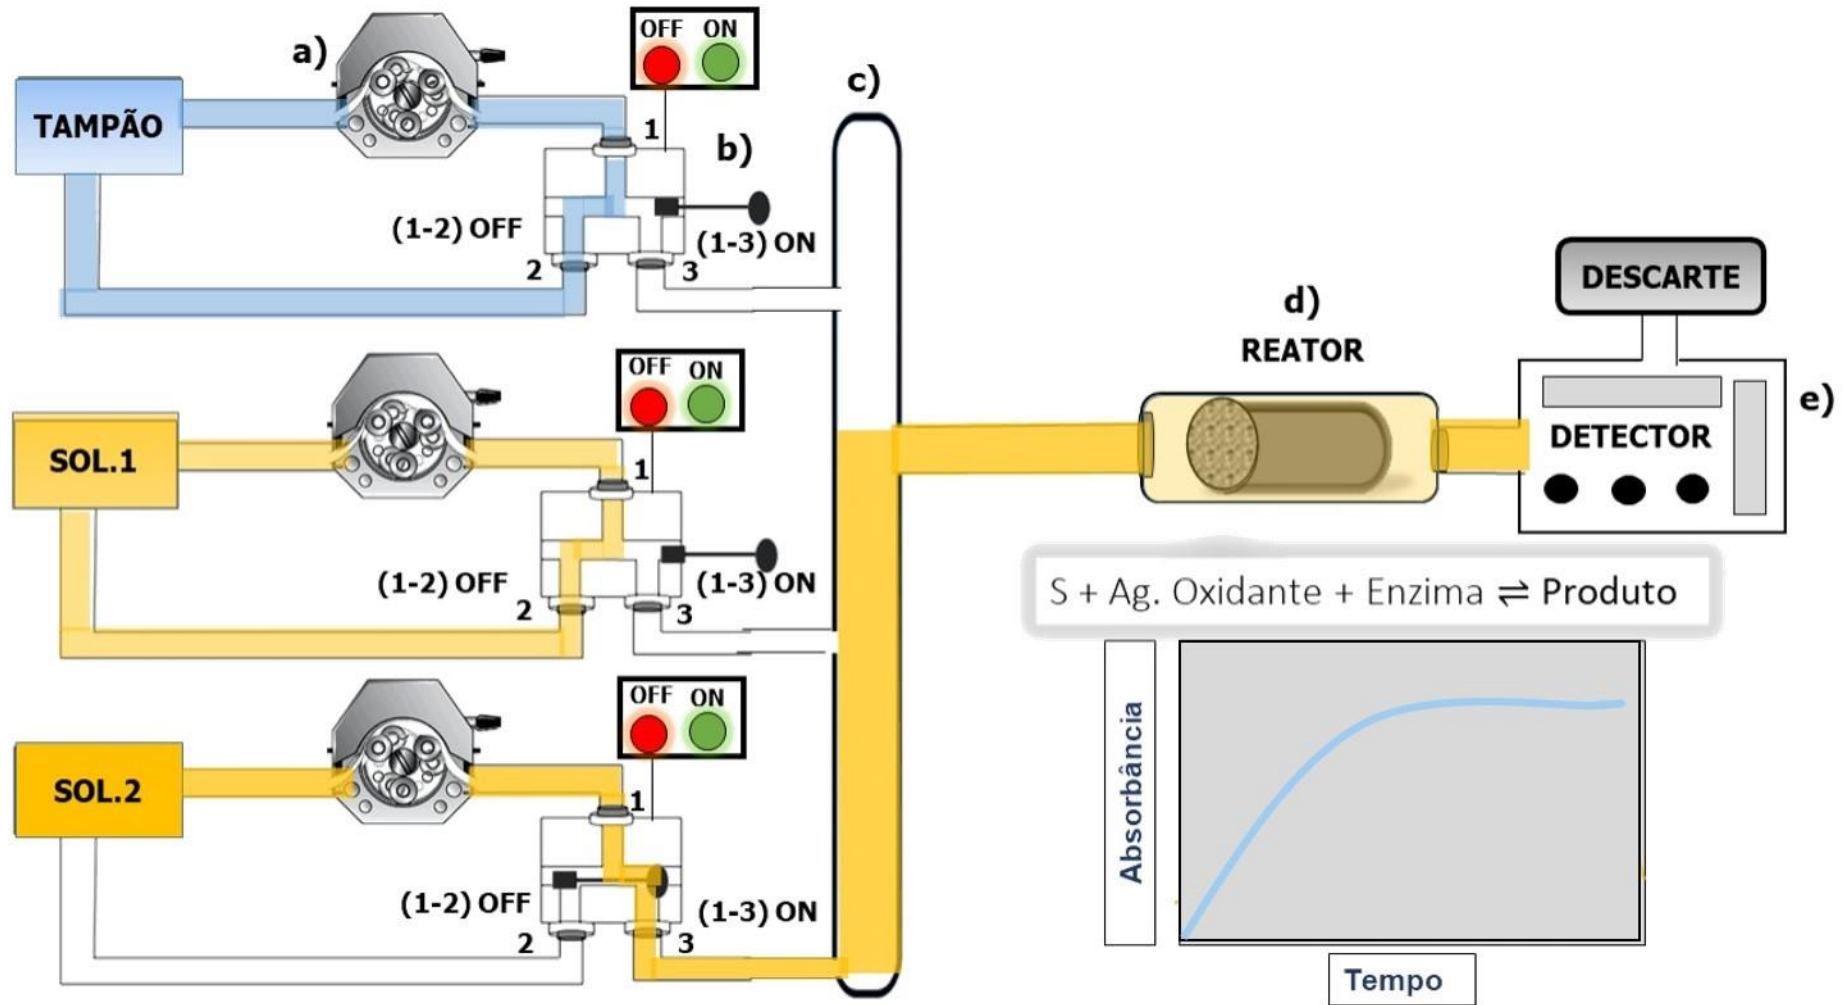 a)
OFF ON
TAMPÃO
1
b)
(1-2) OFF
(1-3) ON
2
3
c)
OFF ON
SOL.1
1
(1-2) OFF
(1-3) ON
2
3
OFF ON
SOL.2
1
(1-2) OFF
(1-3) ON
2
3
d)
REATOR
DESCARTE
DETECTOR
e)
S + Ag. Oxidante + Enzima ⇌ Produto
Absorbância
Tempo